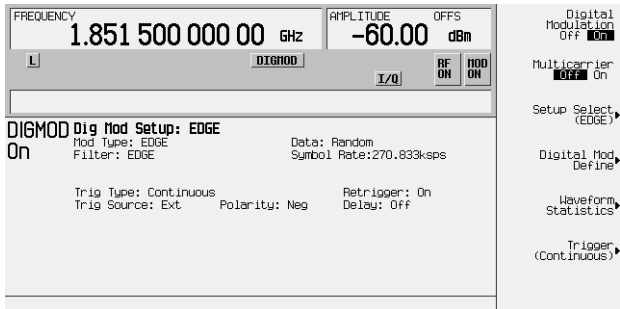 FREQUENCY
1.851 500 000 00 GHz
AMPLITUDE OFFS
-60.00 dBm
L
DIGMOD
I/Q
RF ON
MOD ON
DIGMOD On
Dig Mod Setup: EDGE
Mod Type: EDGE Data: Random
Filter: EDGE Symbol Rate:270.833ksps
Trig Type: Continuous Retrigger: On
Trig Source: Ext Polarity: Neg Delay: Off
Digital
Modulation
Off On
Multicarrier
Off On
Setup Select
(EDGE)
Digital Mod
Define
Waveform
Statistics
Trigger
(Continuous)